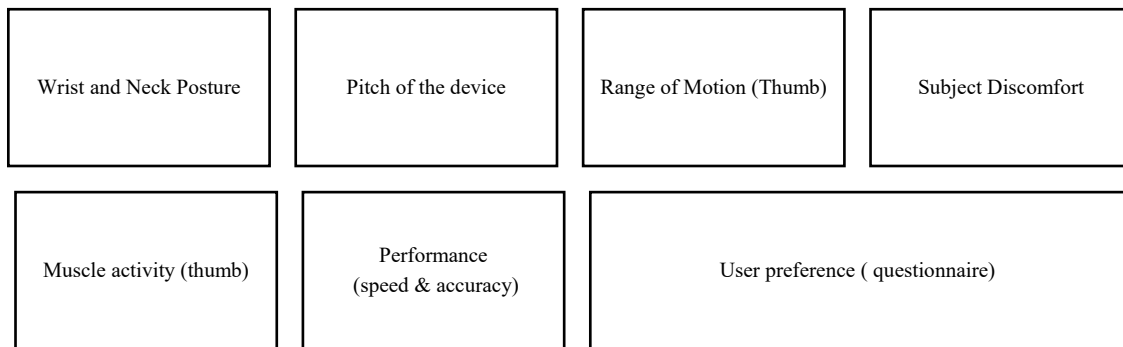 Wrist and Neck Posture
Pitch of the device
Range of Motion (Thumb)
Subject Discomfort
Muscle activity (thumb)
Performance
(speed & accuracy)
User preference ( questionnaire)